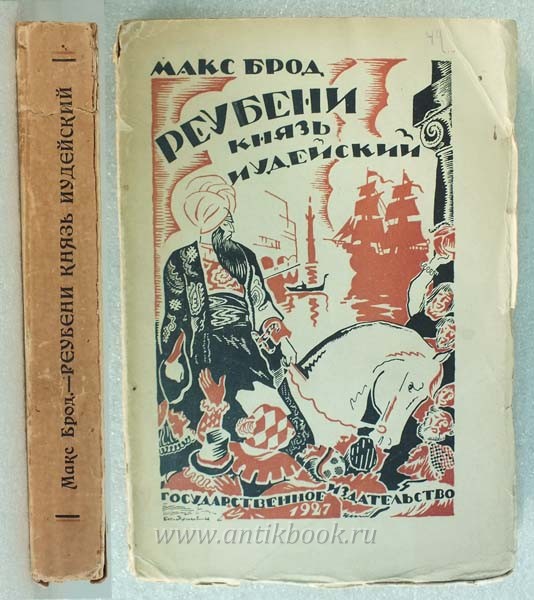 Макс Брод.—Реубени князь иудейский
МАКС БРОД
РЕУБЕНИ
КНЯЗЬ
ИУДЕЙСКИЙ
ГОСУДАРСТВЕННОЕ ИЗДАТЕЛЬСТВО
1927
www.antikbook.ru